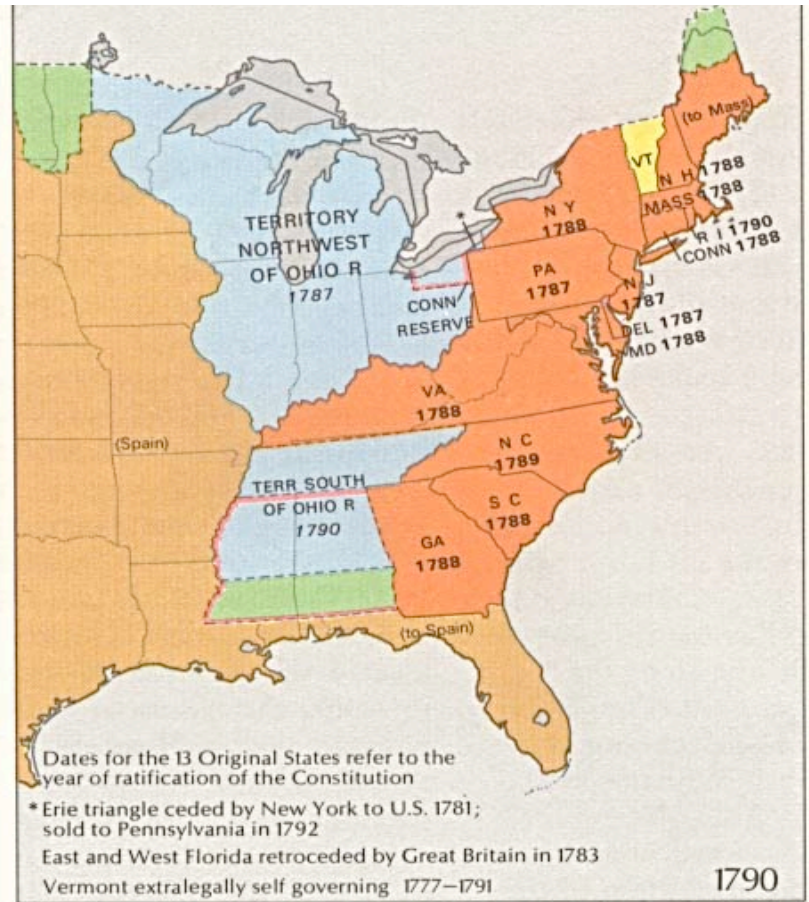 (to Mass)
VT
N H 1788
MASS 1788
N Y
1788
R I 1790
CONN 1788
TERRITORY
NORTHWEST
OF OHIO R
1787
*
PA
1787
N J
1787
CONN
RESERVE
DEL 1787
MD 1788
VA
1788
(Spain)
N C
1789
TERR SOUTH
OF OHIO R
1790
S C
1788
GA
1788
(to Spain)
Dates for the 13 Original States refer to the
year of ratification of the Constitution
* Erie triangle ceded by New York to U.S. 1781;
sold to Pennsylvania in 1792
East and West Florida retroceded by Great Britain in 1783
Vermont extralegally self governing 1777–1791
1790